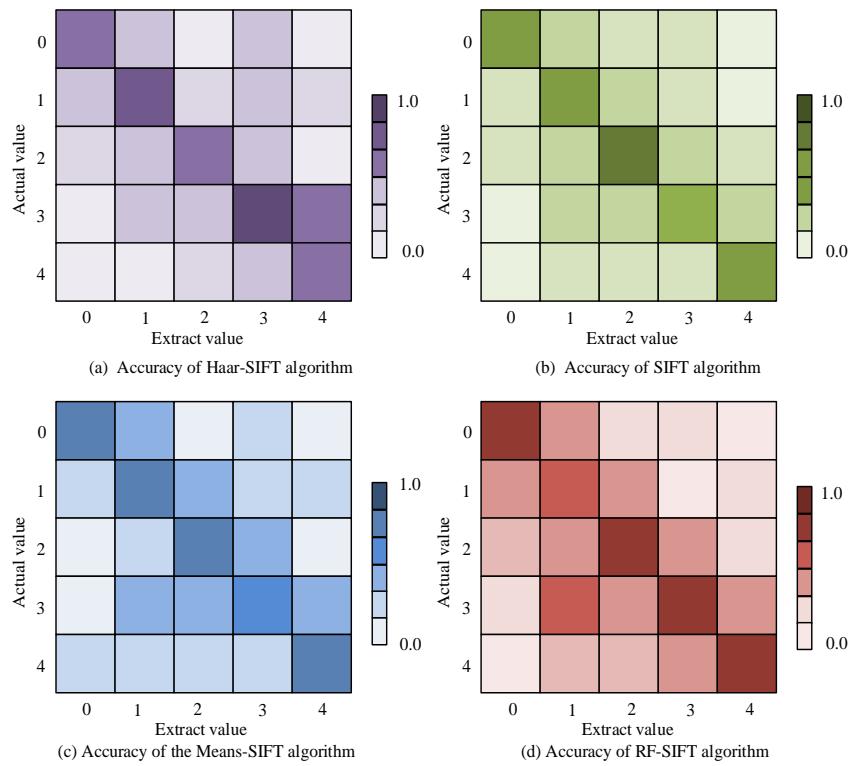 0
1
2
3
4
Actual value
1.0
0.0
0 1 2 3 4
Extract value
(a) Accuracy of Haar-SIFT algorithm
0
1
2
3
4
Actual value
1.0
0.0
0 1 2 3 4
Extract value
(b) Accuracy of SIFT algorithm
0
1
2
3
4
Actual value
1.0
0.0
0 1 2 3 4
Extract value
(c) Accuracy of the Means-SIFT algorithm
0
1
2
3
4
Actual value
1.0
0.0
0 1 2 3 4
Extract value
(d) Accuracy of RF-SIFT algorithm